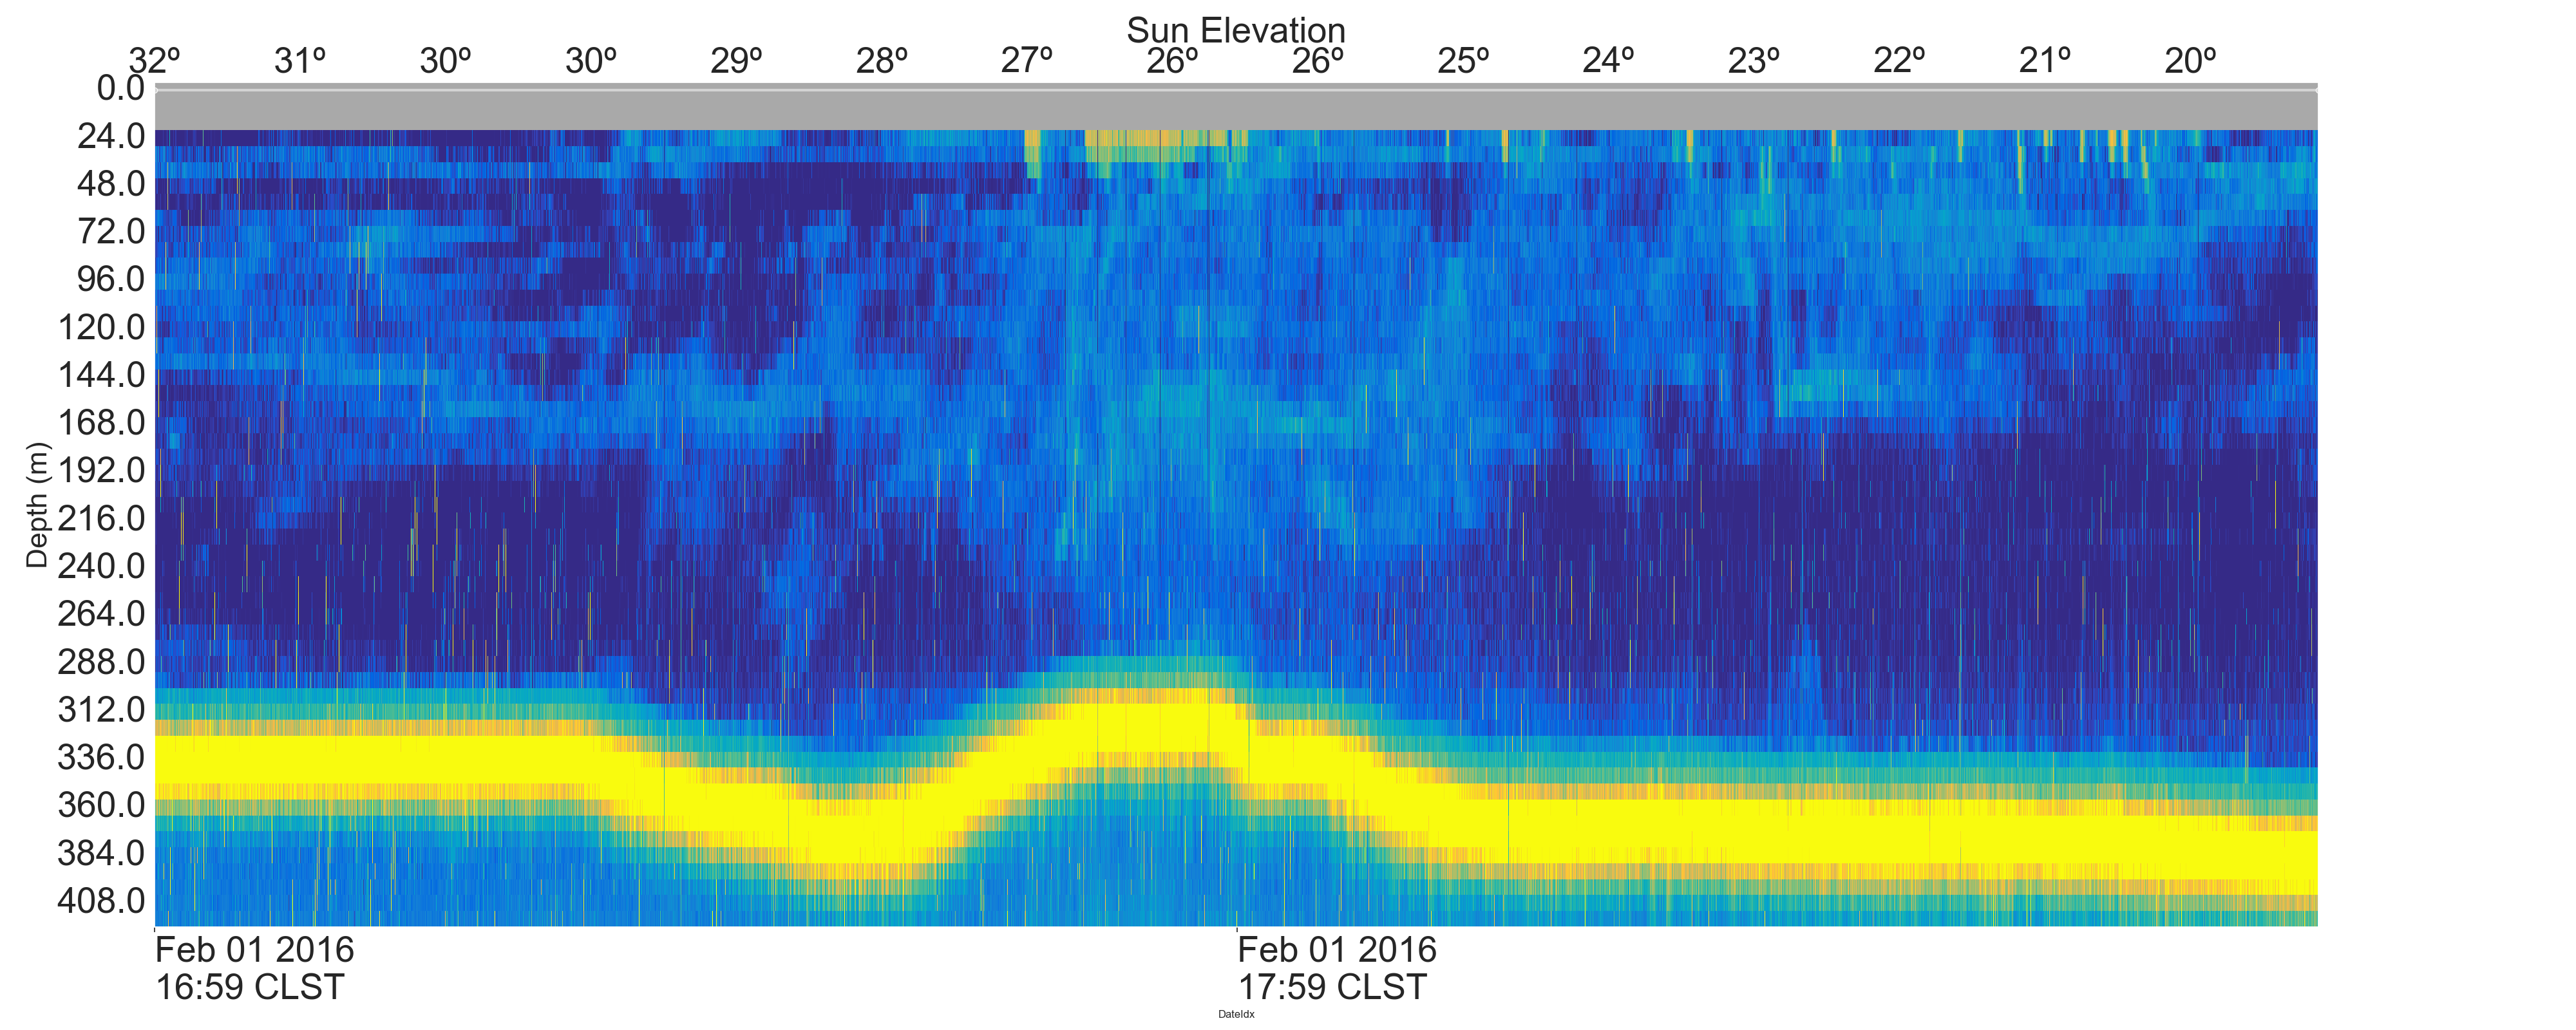 Sun Elevation
32º 31º 30º 30º 29º 28º 27º 26º 26º 25º 24º 23º 22º 21º 20º
0.0
24.0
48.0
72.0
96.0
120.0
144.0
168.0
192.0
216.0
240.0
264.0
288.0
312.0
336.0
360.0
384.0
408.0
Depth (m)
Feb 01 2016
16:59 CLST
Feb 01 2016
17:59 CLST
DateIdx